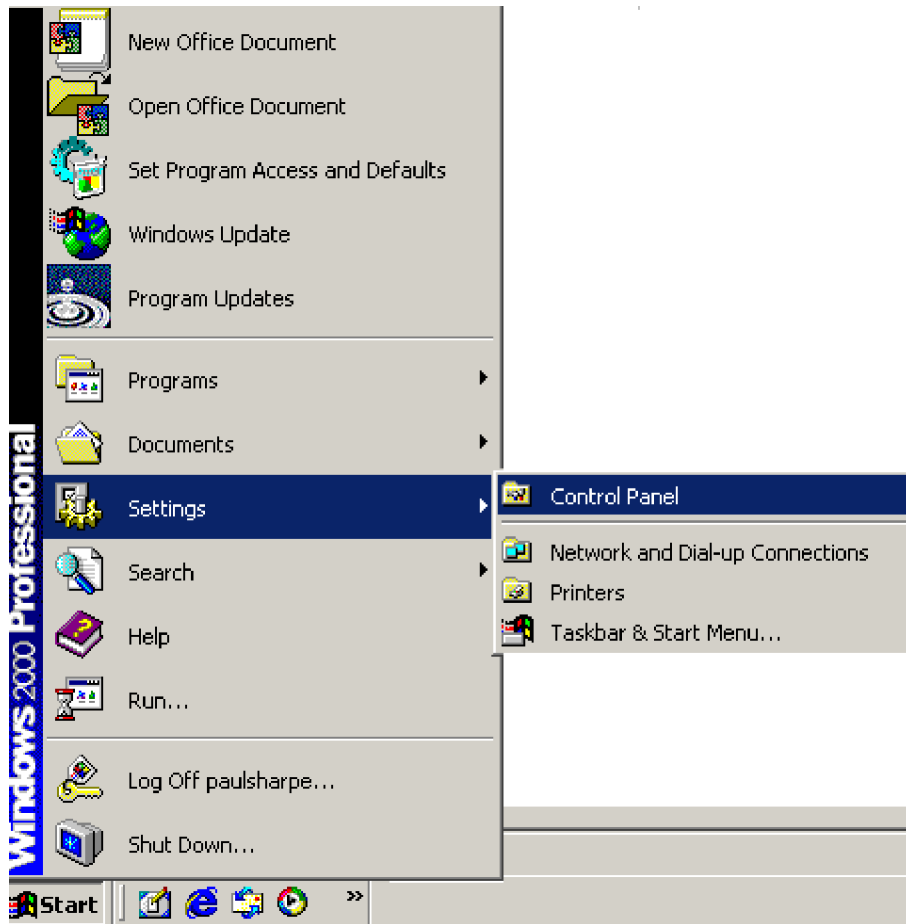 New Office Document
Open Office Document
Set Program Access and Defaults
Windows Update
Program Updates
Programs
Documents
Settings
Search
Help
Run...
Log Off paulsharpe...
Shut Down...
Control Panel
Network and Dial-up Connections
Printers
Taskbar & Start Menu...
Windows 2000 Professional
Start
»